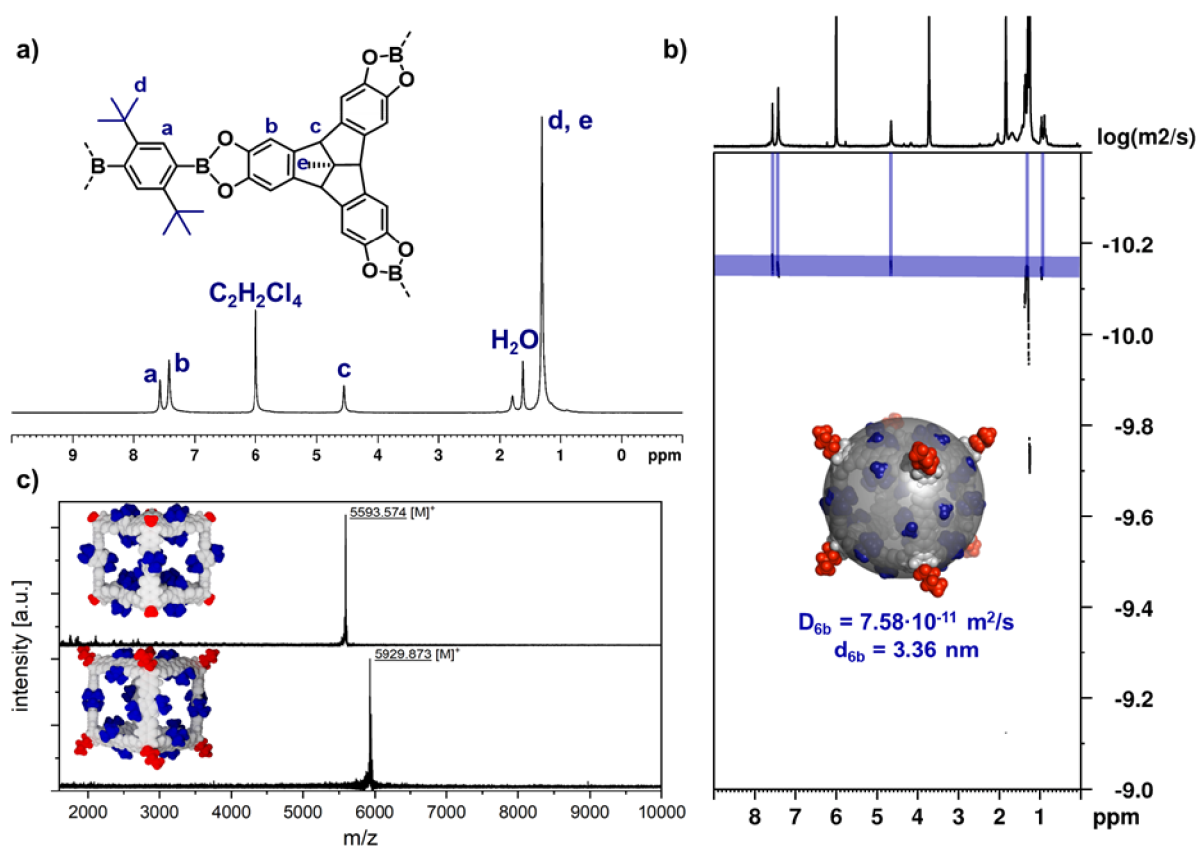 a)
d
a
b
c
e
B
B
O
O
O
B
O
O
B
O
C₂H₂Cl₄
a
b
c
H₂O
d, e
9 8 7 6 5 4 3 2 1 0 ppm
b)
log(m2/s)
-10.2
-10.0
-9.8
-9.6
-9.4
-9.2
-9.0
D₆b = 7.58·10⁻¹¹ m²/s
d₆b = 3.36 nm
8 7 6 5 4 3 2 1 ppm
c)
5593.574 [M]⁺
5929.873 [M]⁺
intensity [a.u.]
2000 3000 4000 5000 6000 7000 8000 9000 10000
m/z